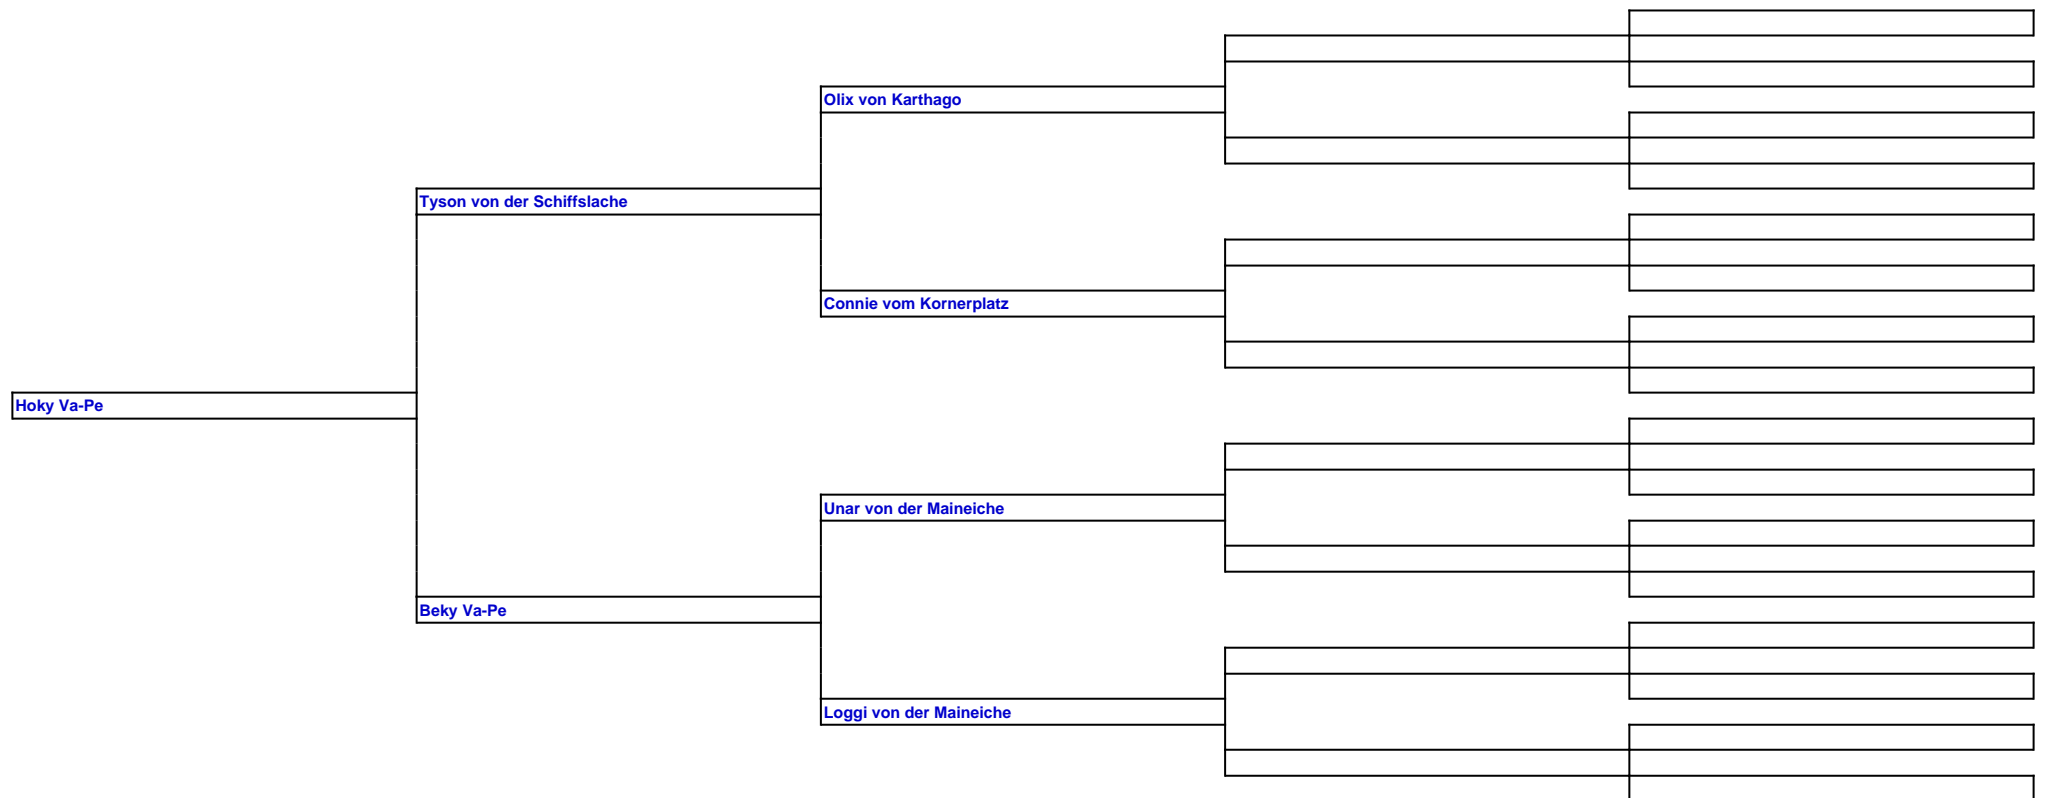 Olix von Karthago
Tyson von der Schiffslache
Connie vom Kornerplatz
Hoky Va-Pe
Unar von der Maineiche
Beky Va-Pe
Loggi von der Maineiche